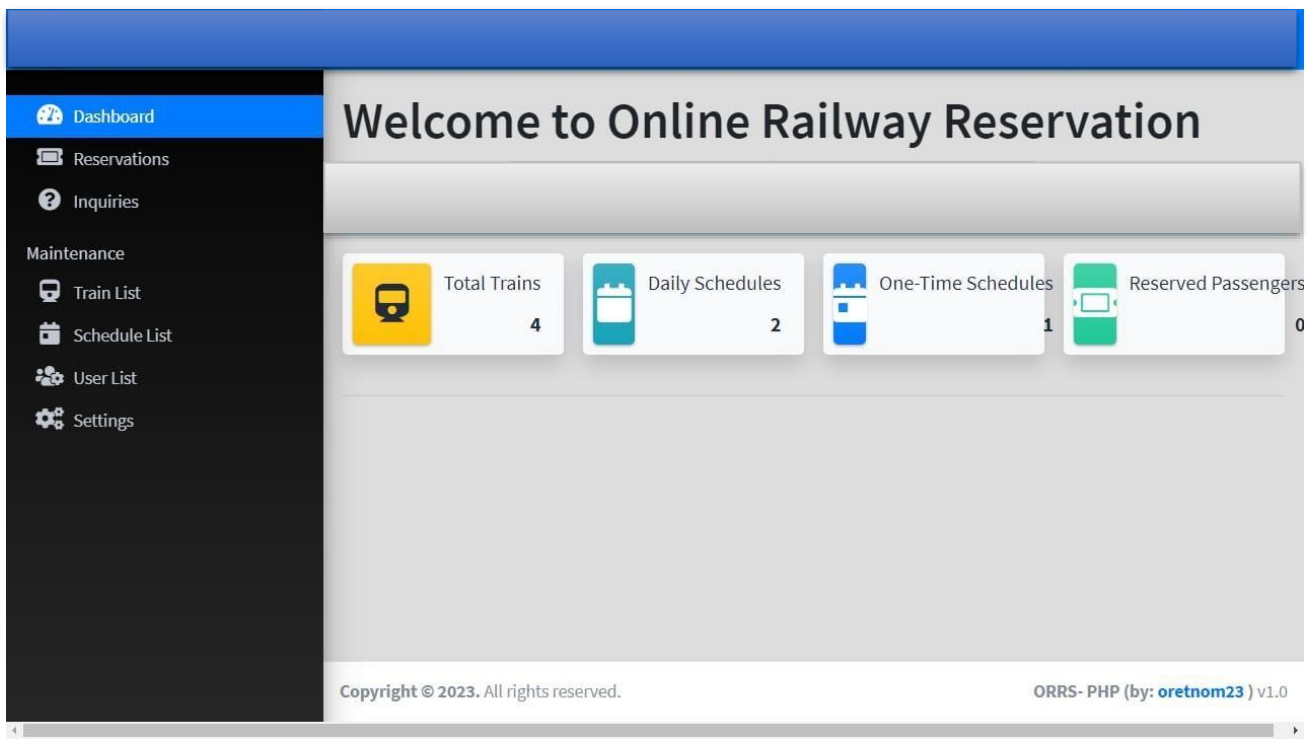 Dashboard
Reservations
Inquiries
Maintenance
Train List
Schedule List
User List
Settings
Welcome to Online Railway Reservation
Total Trains
4
Daily Schedules
2
One-Time Schedules
1
Reserved Passengers
0
Copyright © 2023. All rights reserved.
ORRS- PHP (by: oretnom23 ) v1.0